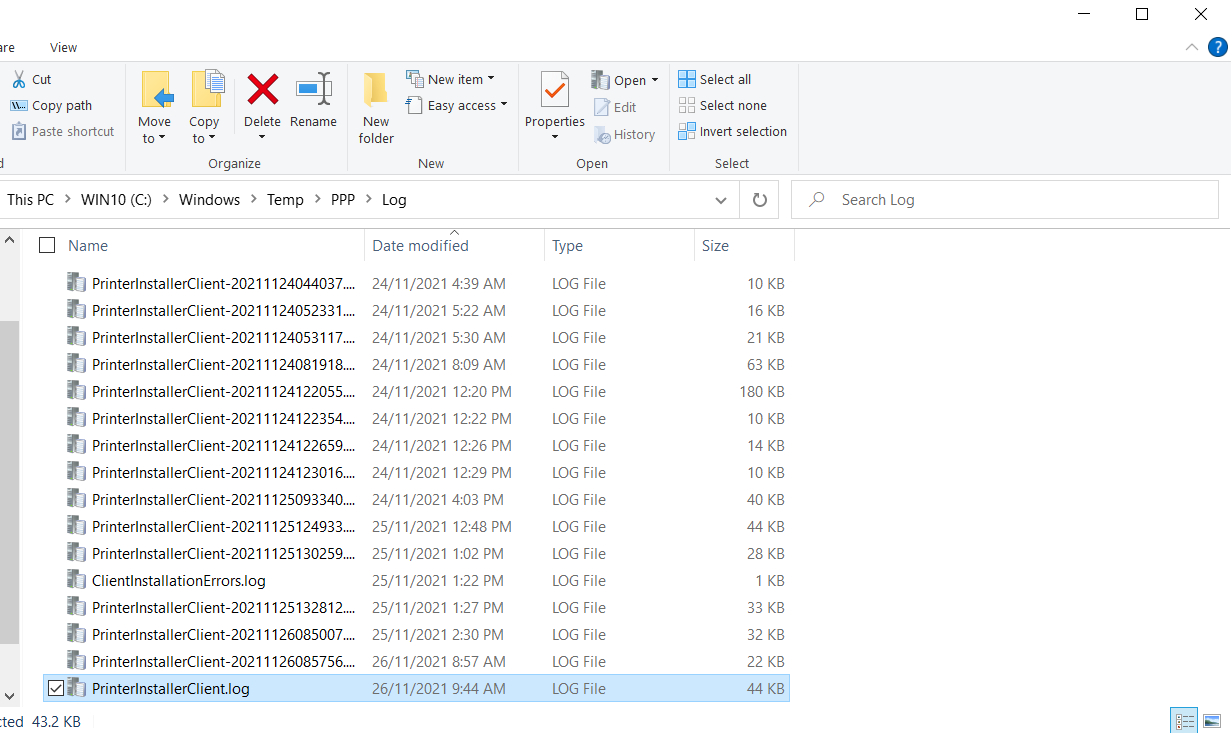 are View
?
Cut
Copy path
Paste shortcut
Move to
Copy to
Delete
Rename
Organize
New folder
New item
Easy access
New
Properties
Open
Edit
History
Open
Select all
Select none
Invert selection
Select
This PC > WIN10 (C:) > Windows > Temp > PPP > Log
Search Log
Name Date modified Type Size
PrinterInstallerClient-20211124044037.... 24/11/2021 4:39 AM LOG File 10 KB
PrinterInstallerClient-20211124052331.... 24/11/2021 5:22 AM LOG File 16 KB
PrinterInstallerClient-20211124053117.... 24/11/2021 5:30 AM LOG File 21 KB
PrinterInstallerClient-20211124081918.... 24/11/2021 8:09 AM LOG File 63 KB
PrinterInstallerClient-20211124122055.... 24/11/2021 12:20 PM LOG File 180 KB
PrinterInstallerClient-20211124122354.... 24/11/2021 12:22 PM LOG File 10 KB
PrinterInstallerClient-20211124122659.... 24/11/2021 12:26 PM LOG File 14 KB
PrinterInstallerClient-20211124123016.... 24/11/2021 12:29 PM LOG File 10 KB
PrinterInstallerClient-20211125093340.... 24/11/2021 4:03 PM LOG File 40 KB
PrinterInstallerClient-20211125124933.... 25/11/2021 12:48 PM LOG File 44 KB
PrinterInstallerClient-20211125130259.... 25/11/2021 1:02 PM LOG File 28 KB
ClientInstallationErrors.log 25/11/2021 1:22 PM LOG File 1 KB
PrinterInstallerClient-20211125132812.... 25/11/2021 1:27 PM LOG File 33 KB
PrinterInstallerClient-20211126085007.... 25/11/2021 2:30 PM LOG File 32 KB
PrinterInstallerClient-20211126085756.... 26/11/2021 8:57 AM LOG File 22 KB
PrinterInstallerClient.log 26/11/2021 9:44 AM LOG File 44 KB
cted 43.2 KB